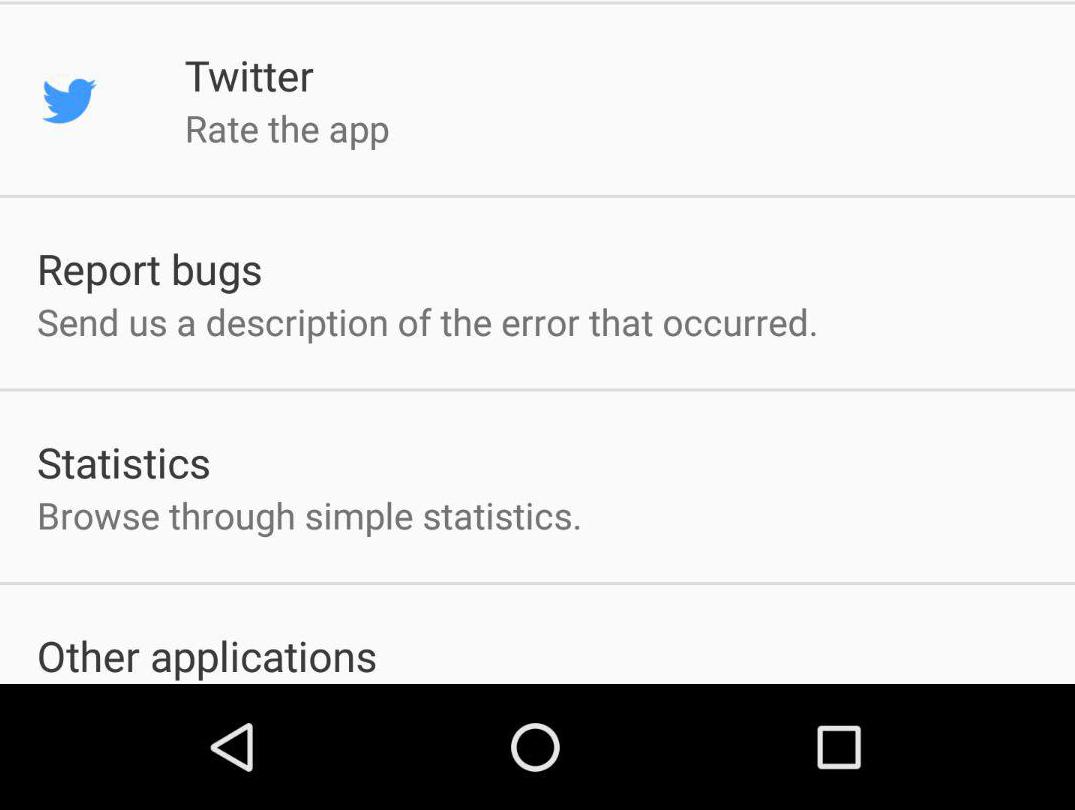 Twitter
Rate the app
Report bugs
Send us a description of the error that occurred.
Statistics
Browse through simple statistics.
Other applications